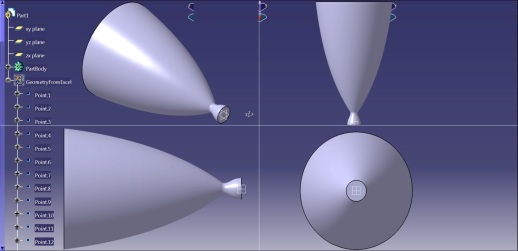 Part1
xy plane
yz plane
zx plane
PartBody
GeometryFromExcel
Point.1
Point.2
Point.3
Point.4
Point.5
Point.6
Point.7
Point.8
Point.9
Point.10
Point.11
Point.12